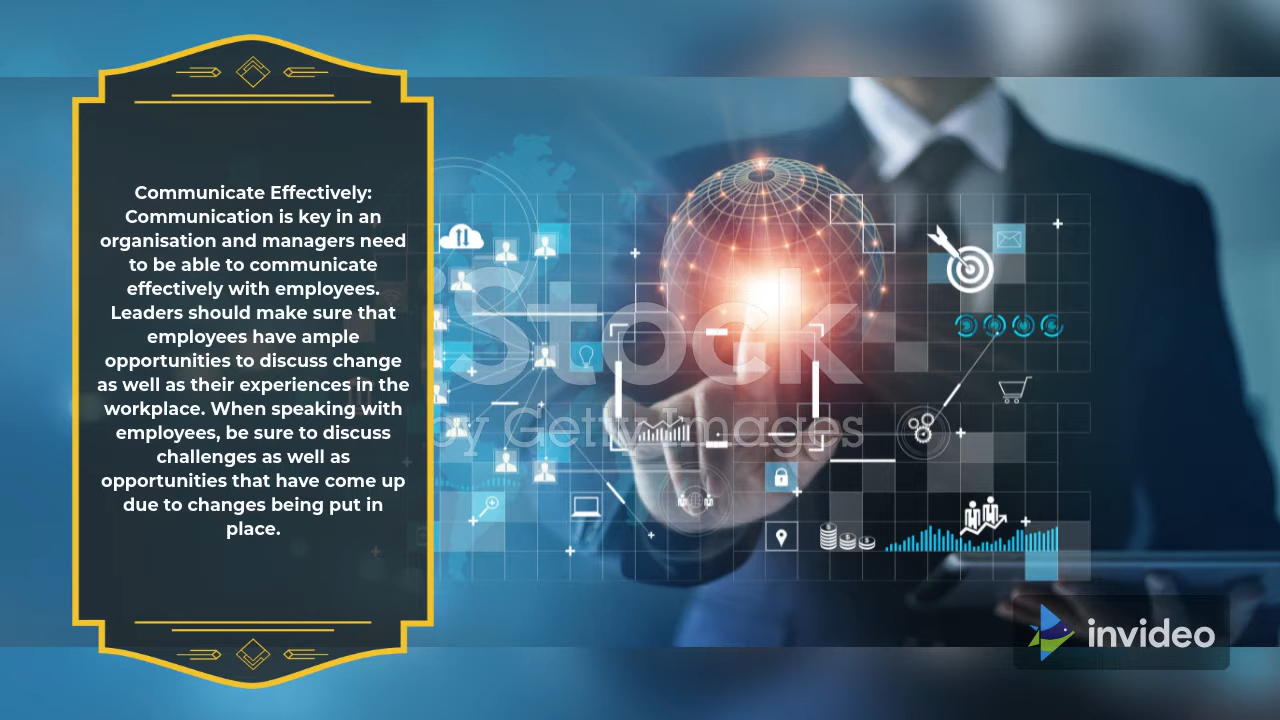 Communicate Effectively:
Communication is key in an
organisation and managers need
to be able to communicate
effectively with employees.
Leaders should make sure that
employees have ample
opportunities to discuss change
as well as their experiences in the
workplace. When speaking with
employees, be sure to discuss
challenges as well as
opportunities that have come up
due to changes being put in
place.
iStock
by Getty Images
invideo